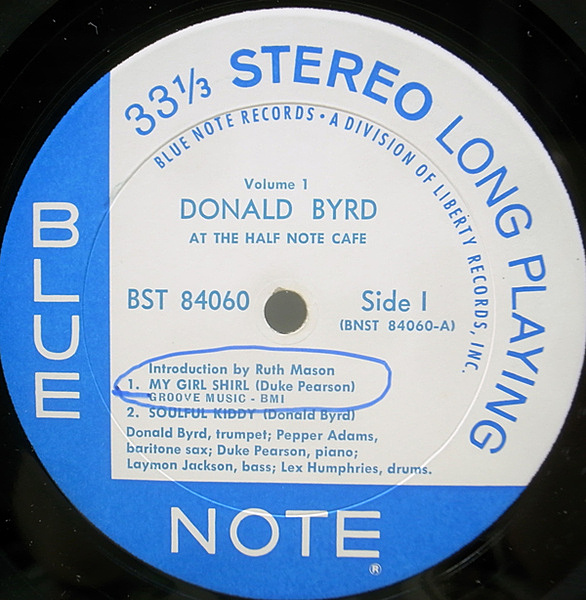 33⅓ STEREO LONG PLAYING
BLUE NOTE RECORDS • A DIVISION OF LIBERTY RECORDS, INC.
Volume 1
DONALD BYRD
AT THE HALF NOTE CAFE
BST 84060
Side I
(BNST 84060-A)
Introduction by Ruth Mason
1. MY GIRL SHIRL (Duke Pearson)
GROOVE MUSIC - BMI
2. SOULFUL KIDDY (Donald Byrd)
Donald Byrd, trumpet; Pepper Adams,
baritone sax; Duke Pearson, piano;
Laymon Jackson, bass; Lex Humphries, drums.
BLUE
NOTE
®